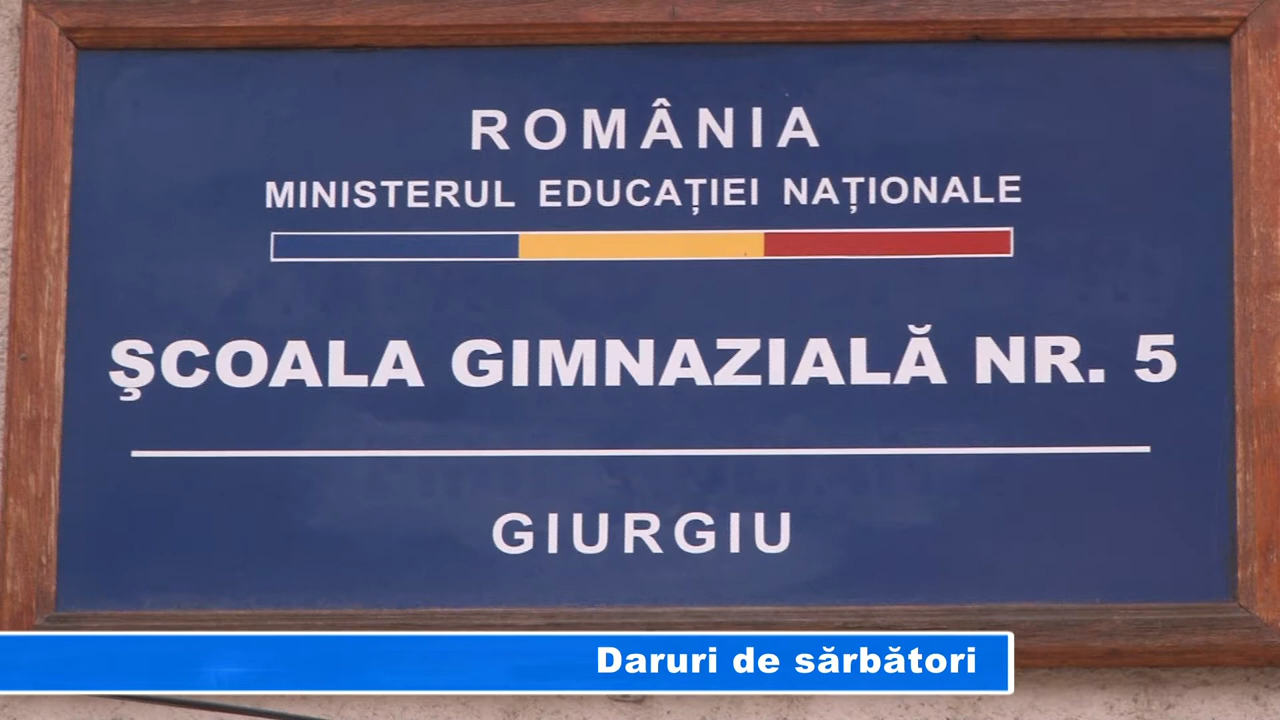 ROMÂNIA
MINISTERUL EDUCAȚIEI NAȚIONALE
ŞCOALA GIMNAZIALĂ NR. 5
GIURGIU
Daruri de sărbători